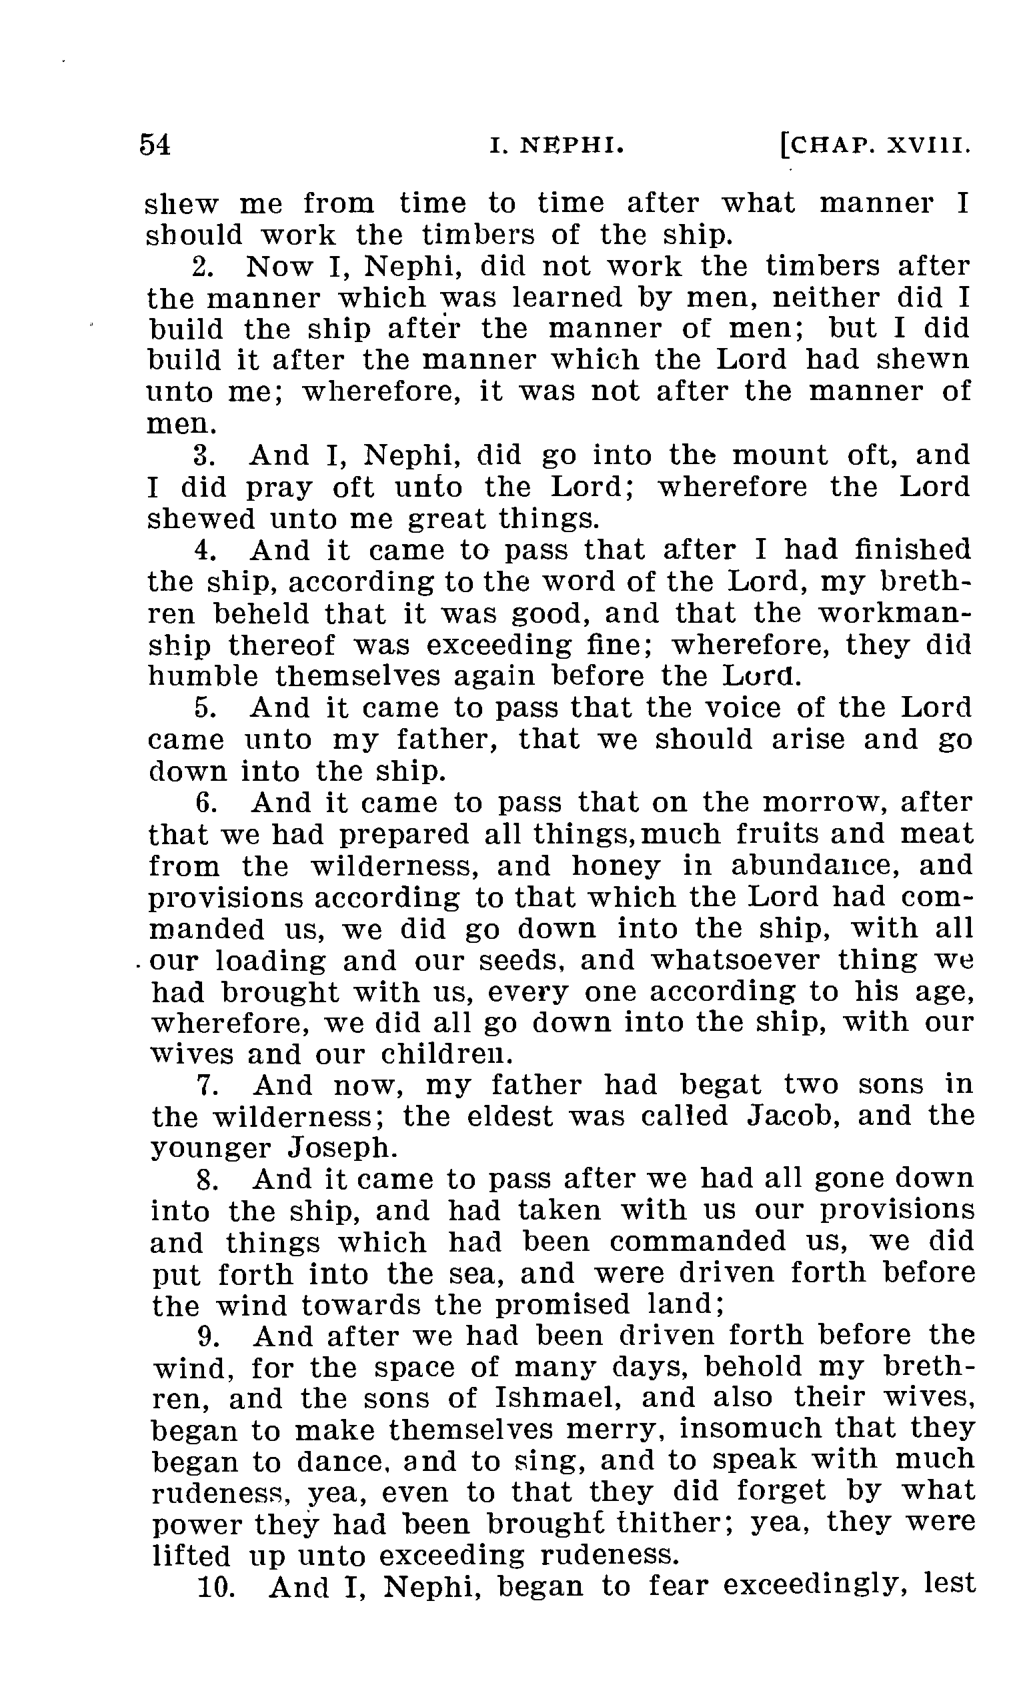 54 I. NEPHI. [CHAP. XVIII.
shew me from time to time after what manner I
should work the timbers of the ship.
2. Now I, Nephi, did not work the timbers after
the manner which was learned by men, neither did I
build the ship after the manner of men; but I did
build it after the manner which the Lord had shewn
unto me; wherefore, it was not after the manner of
men.
3. And I, Nephi, did go into the mount oft, and
I did pray oft unto the Lord; wherefore the Lord
shewed unto me great things.
4. And it came to pass that after I had finished
the ship, according to the word of the Lord, my breth-
ren beheld that it was good, and that the workman-
ship thereof was exceeding fine; wherefore, they did
humble themselves again before the Lord.
5. And it came to pass that the voice of the Lord
came unto my father, that we should arise and go
down into the ship.
6. And it came to pass that on the morrow, after
that we had prepared all things, much fruits and meat
from the wilderness, and honey in abundance, and
provisions according to that which the Lord had com-
manded us, we did go down into the ship, with all
our loading and our seeds, and whatsoever thing we
had brought with us, every one according to his age,
wherefore, we did all go down into the ship, with our
wives and our children.
7. And now, my father had begat two sons in
the wilderness; the eldest was called Jacob, and the
younger Joseph.
8. And it came to pass after we had all gone down
into the ship, and had taken with us our provisions
and things which had been commanded us, we did
put forth into the sea, and were driven forth before
the wind towards the promised land;
9. And after we had been driven forth before the
wind, for the space of many days, behold my breth-
ren, and the sons of Ishmael, and also their wives,
began to make themselves merry, insomuch that they
began to dance, and to sing, and to speak with much
rudeness, yea, even to that they did forget by what
power they had been brought thither; yea, they were
lifted up unto exceeding rudeness.
10. And I, Nephi, began to fear exceedingly, lest